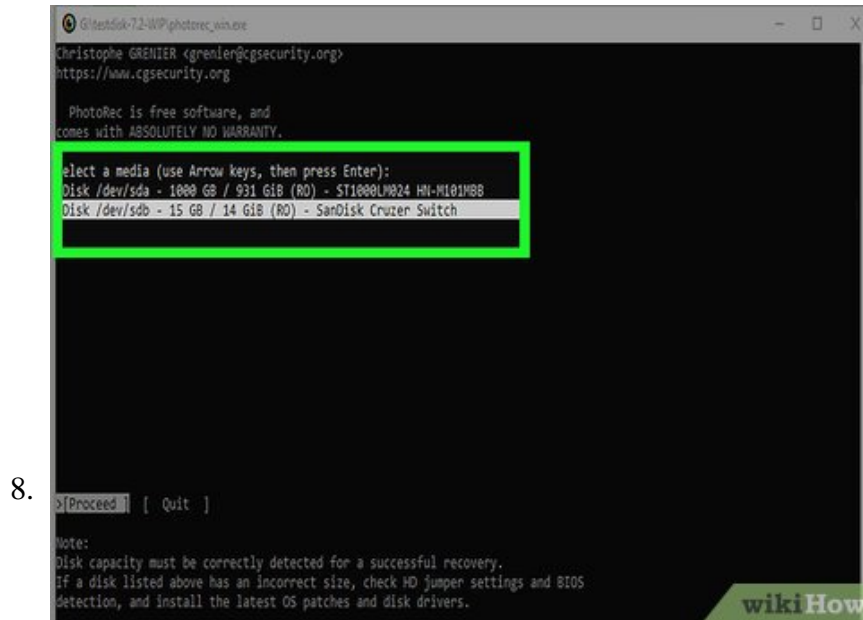 G:\testdisk-7.2-WIP\photorec_win.exe
Christophe GRENIER <grenier@cgsecurity.org>
https://www.cgsecurity.org
PhotoRec is free software, and
comes with ABSOLUTELY NO WARRANTY.
elect a media (use Arrow keys, then press Enter):
Disk /dev/sda - 1000 GB / 931 GiB (RO) - ST1000LM024 HN-M101MBB
Disk /dev/sdb - 15 GB / 14 GiB (RO) - SanDisk Cruzer Switch
8.
>[Proceed ] [ Quit ]
Note:
Disk capacity must be correctly detected for a successful recovery.
If a disk listed above has an incorrect size, check HD jumper settings and BIOS
detection, and install the latest OS patches and disk drivers.
wikiHow